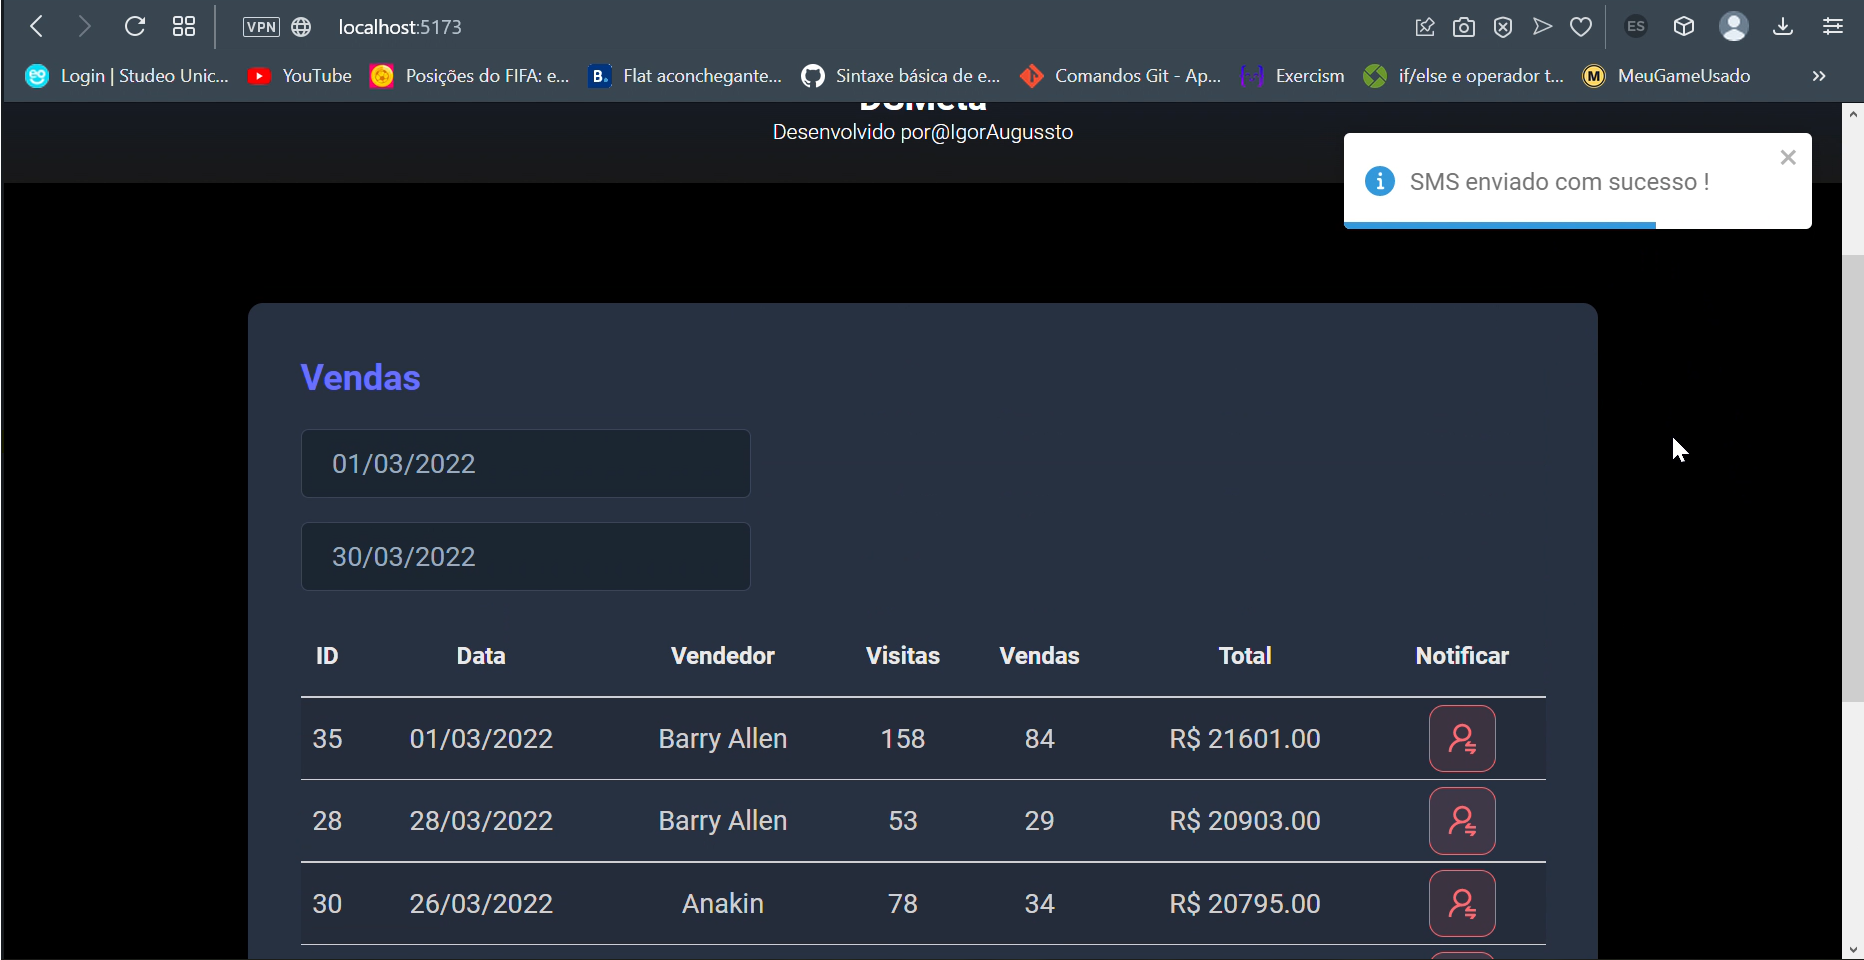 VPN localhost:5173
ES
Login | Studeo Unic... YouTube Posições do FIFA: e... B. Flat aconchegante... Sintaxe básica de e... Comandos Git - Ap... Exercism if/else e operador t... M MeuGameUsado »
DSMeta
Desenvolvido por@IgorAugussto
SMS enviado com sucesso !
Vendas
01/03/2022
30/03/2022
ID Data Vendedor Visitas Vendas Total Notificar
35 01/03/2022 Barry Allen 158 84 R$ 21601.00
28 28/03/2022 Barry Allen 53 29 R$ 20903.00
30 26/03/2022 Anakin 78 34 R$ 20795.00